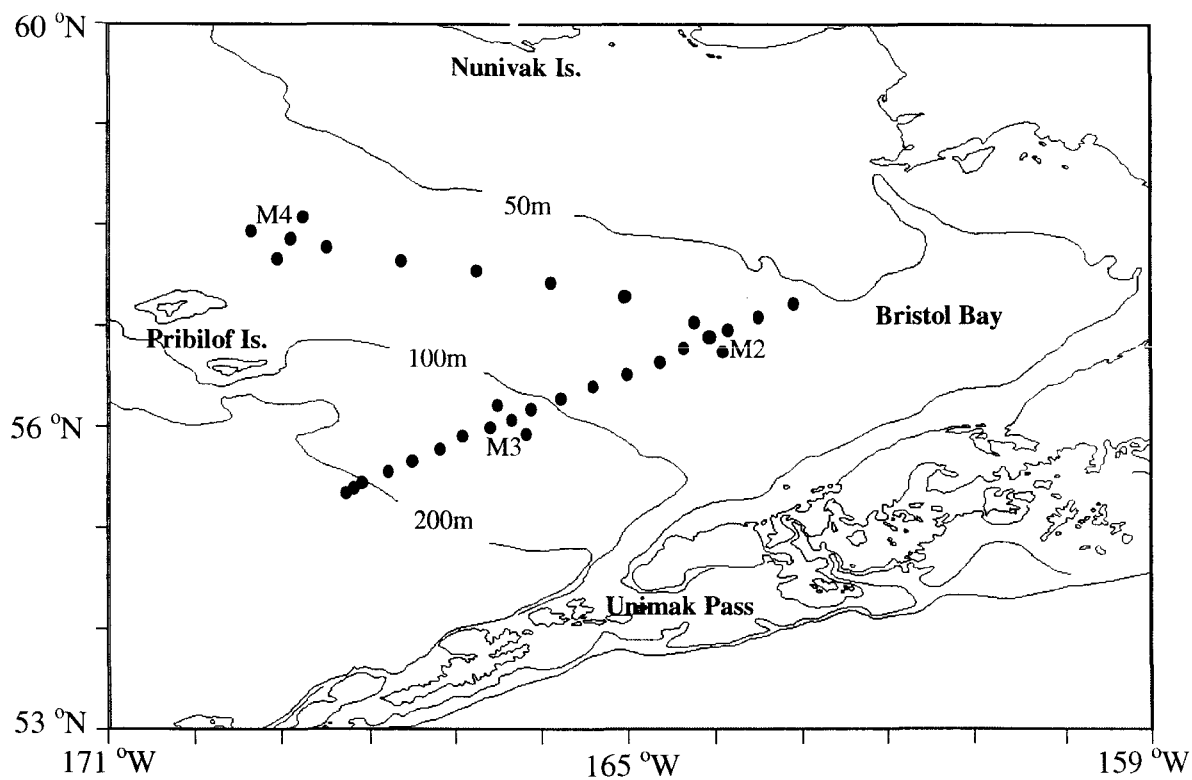 60 °N
Nunivak Is.
50m
M4
Bristol Bay
Pribilof Is.
100m
M2
56 °N
M3
200m
Unimak Pass
53 °N
171 °W
165 °W
159 °W